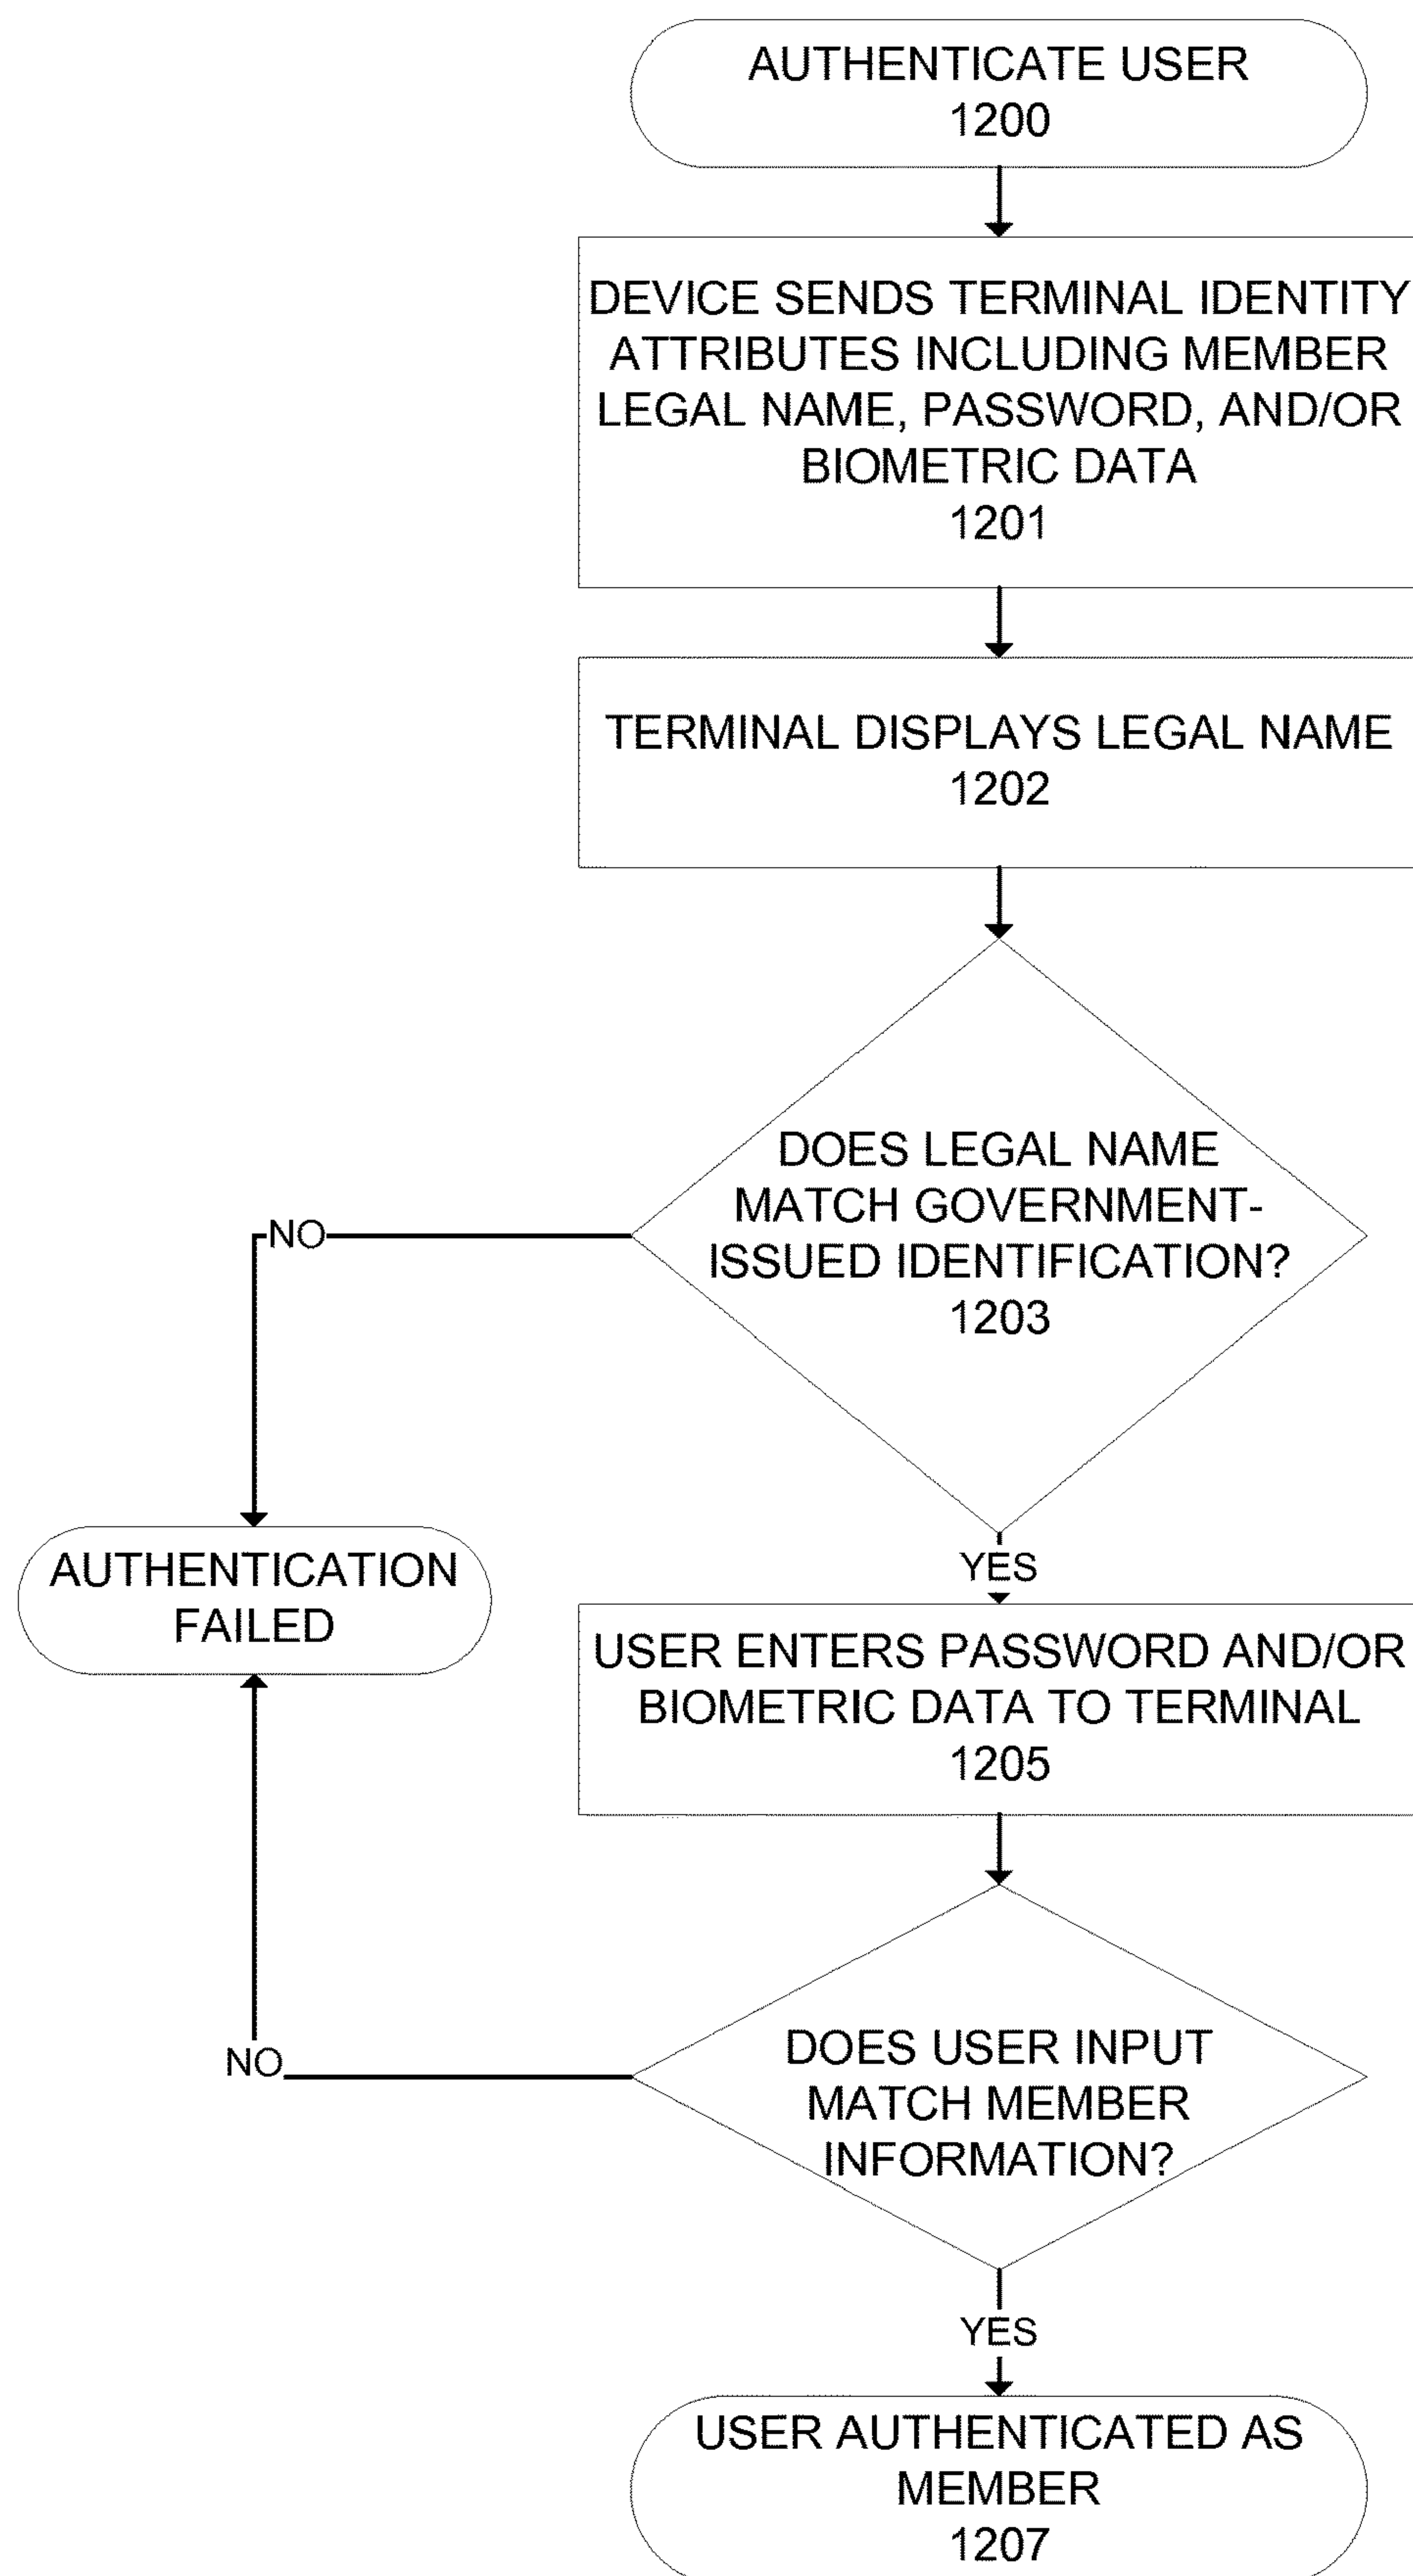 AUTHENTICATE USER
1200
DEVICE SENDS TERMINAL IDENTITY
ATTRIBUTES INCLUDING MEMBER
LEGAL NAME, PASSWORD, AND/OR
BIOMETRIC DATA
1201
TERMINAL DISPLAYS LEGAL NAME
1202
DOES LEGAL NAME
MATCH GOVERNMENT-
ISSUED IDENTIFICATION?
1203
NO
AUTHENTICATION
FAILED
YES
USER ENTERS PASSWORD AND/OR
BIOMETRIC DATA TO TERMINAL
1205
DOES USER INPUT
MATCH MEMBER
INFORMATION?
NO
YES
USER AUTHENTICATED AS
MEMBER
1207